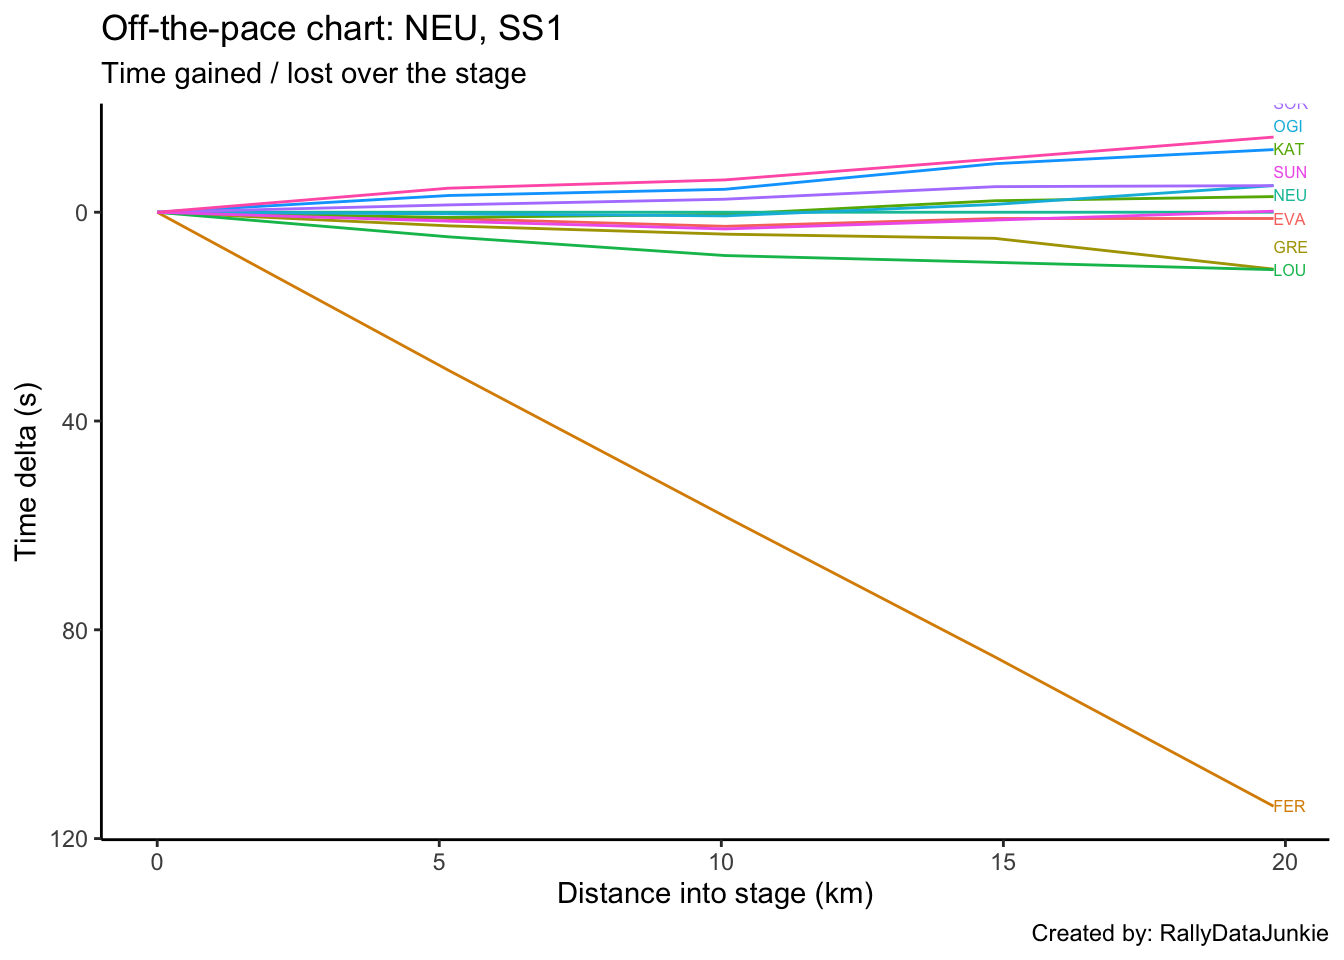 Off-the-pace chart: NEU, SS1
Time gained / lost over the stage
OGI
KAT
SUN
NEU
EVA
GRE
LOU
FER
0
40
80
120
Time delta (s)
0 5 10 15 20
Distance into stage (km)
Created by: RallyDataJunkie